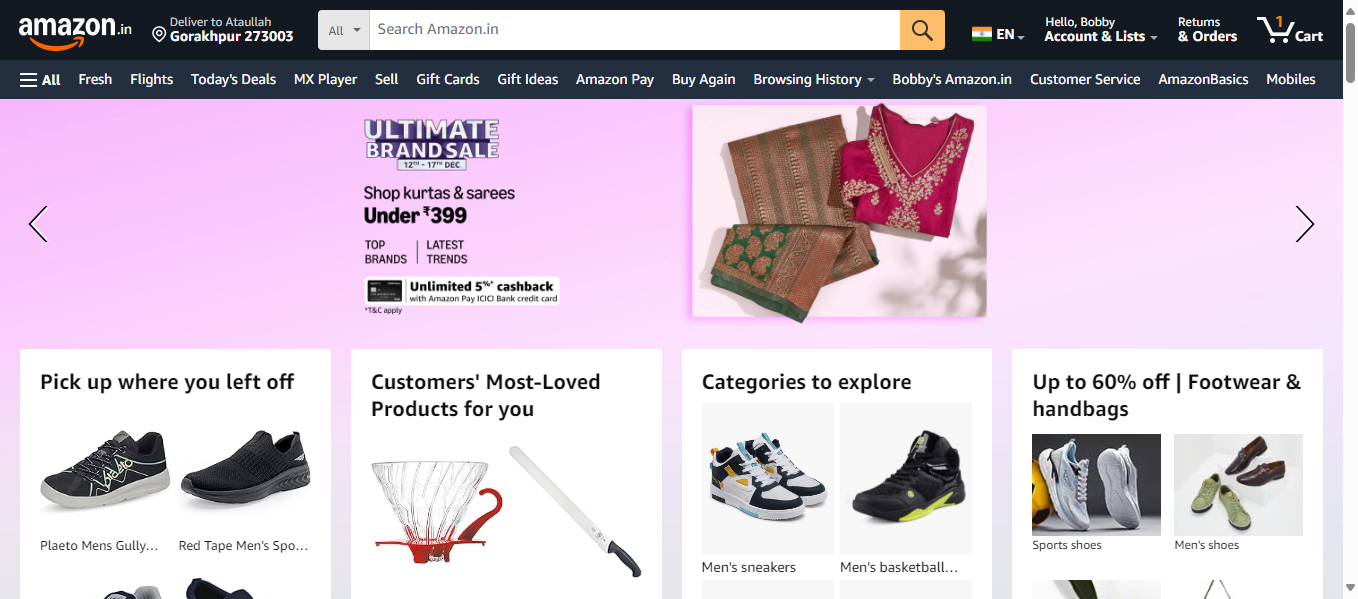 amazon.in
Deliver to Ataullah
Gorakhpur 273003
All
Search Amazon.in
EN
Hello, Bobby
Account & Lists
Returns
& Orders
1
Cart
All
Fresh
Flights
Today's Deals
MX Player
Sell
Gift Cards
Gift Ideas
Amazon Pay
Buy Again
Browsing History
Bobby's Amazon.in
Customer Service
AmazonBasics
Mobiles
ULTIMATE
BRAND SALE
12TH - 17TH DEC
Shop kurtas & sarees
Under ₹399
TOP
BRANDS
LATEST
TRENDS
Unlimited 5%* cashback
with Amazon Pay ICICI Bank credit card
*T&C apply
Pick up where you left off
Plaeto Mens Gully...
Red Tape Men's Spo...
Customers' Most-Loved
Products for you
Categories to explore
Men's sneakers
Men's basketball...
Up to 60% off | Footwear &
handbags
Sports shoes
Men's shoes